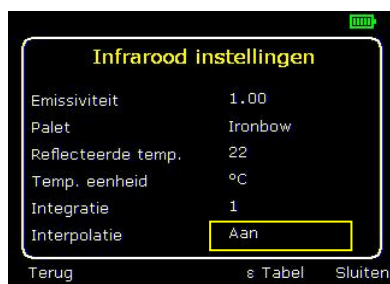 Infrarood instellingen
Emissiviteit 1.00
Palet Ironbow
Reflecteerde temp. 22
Temp. eenheid °C
Integratie 1
Interpolatie Aan
Terug ε Tabel Sluiten